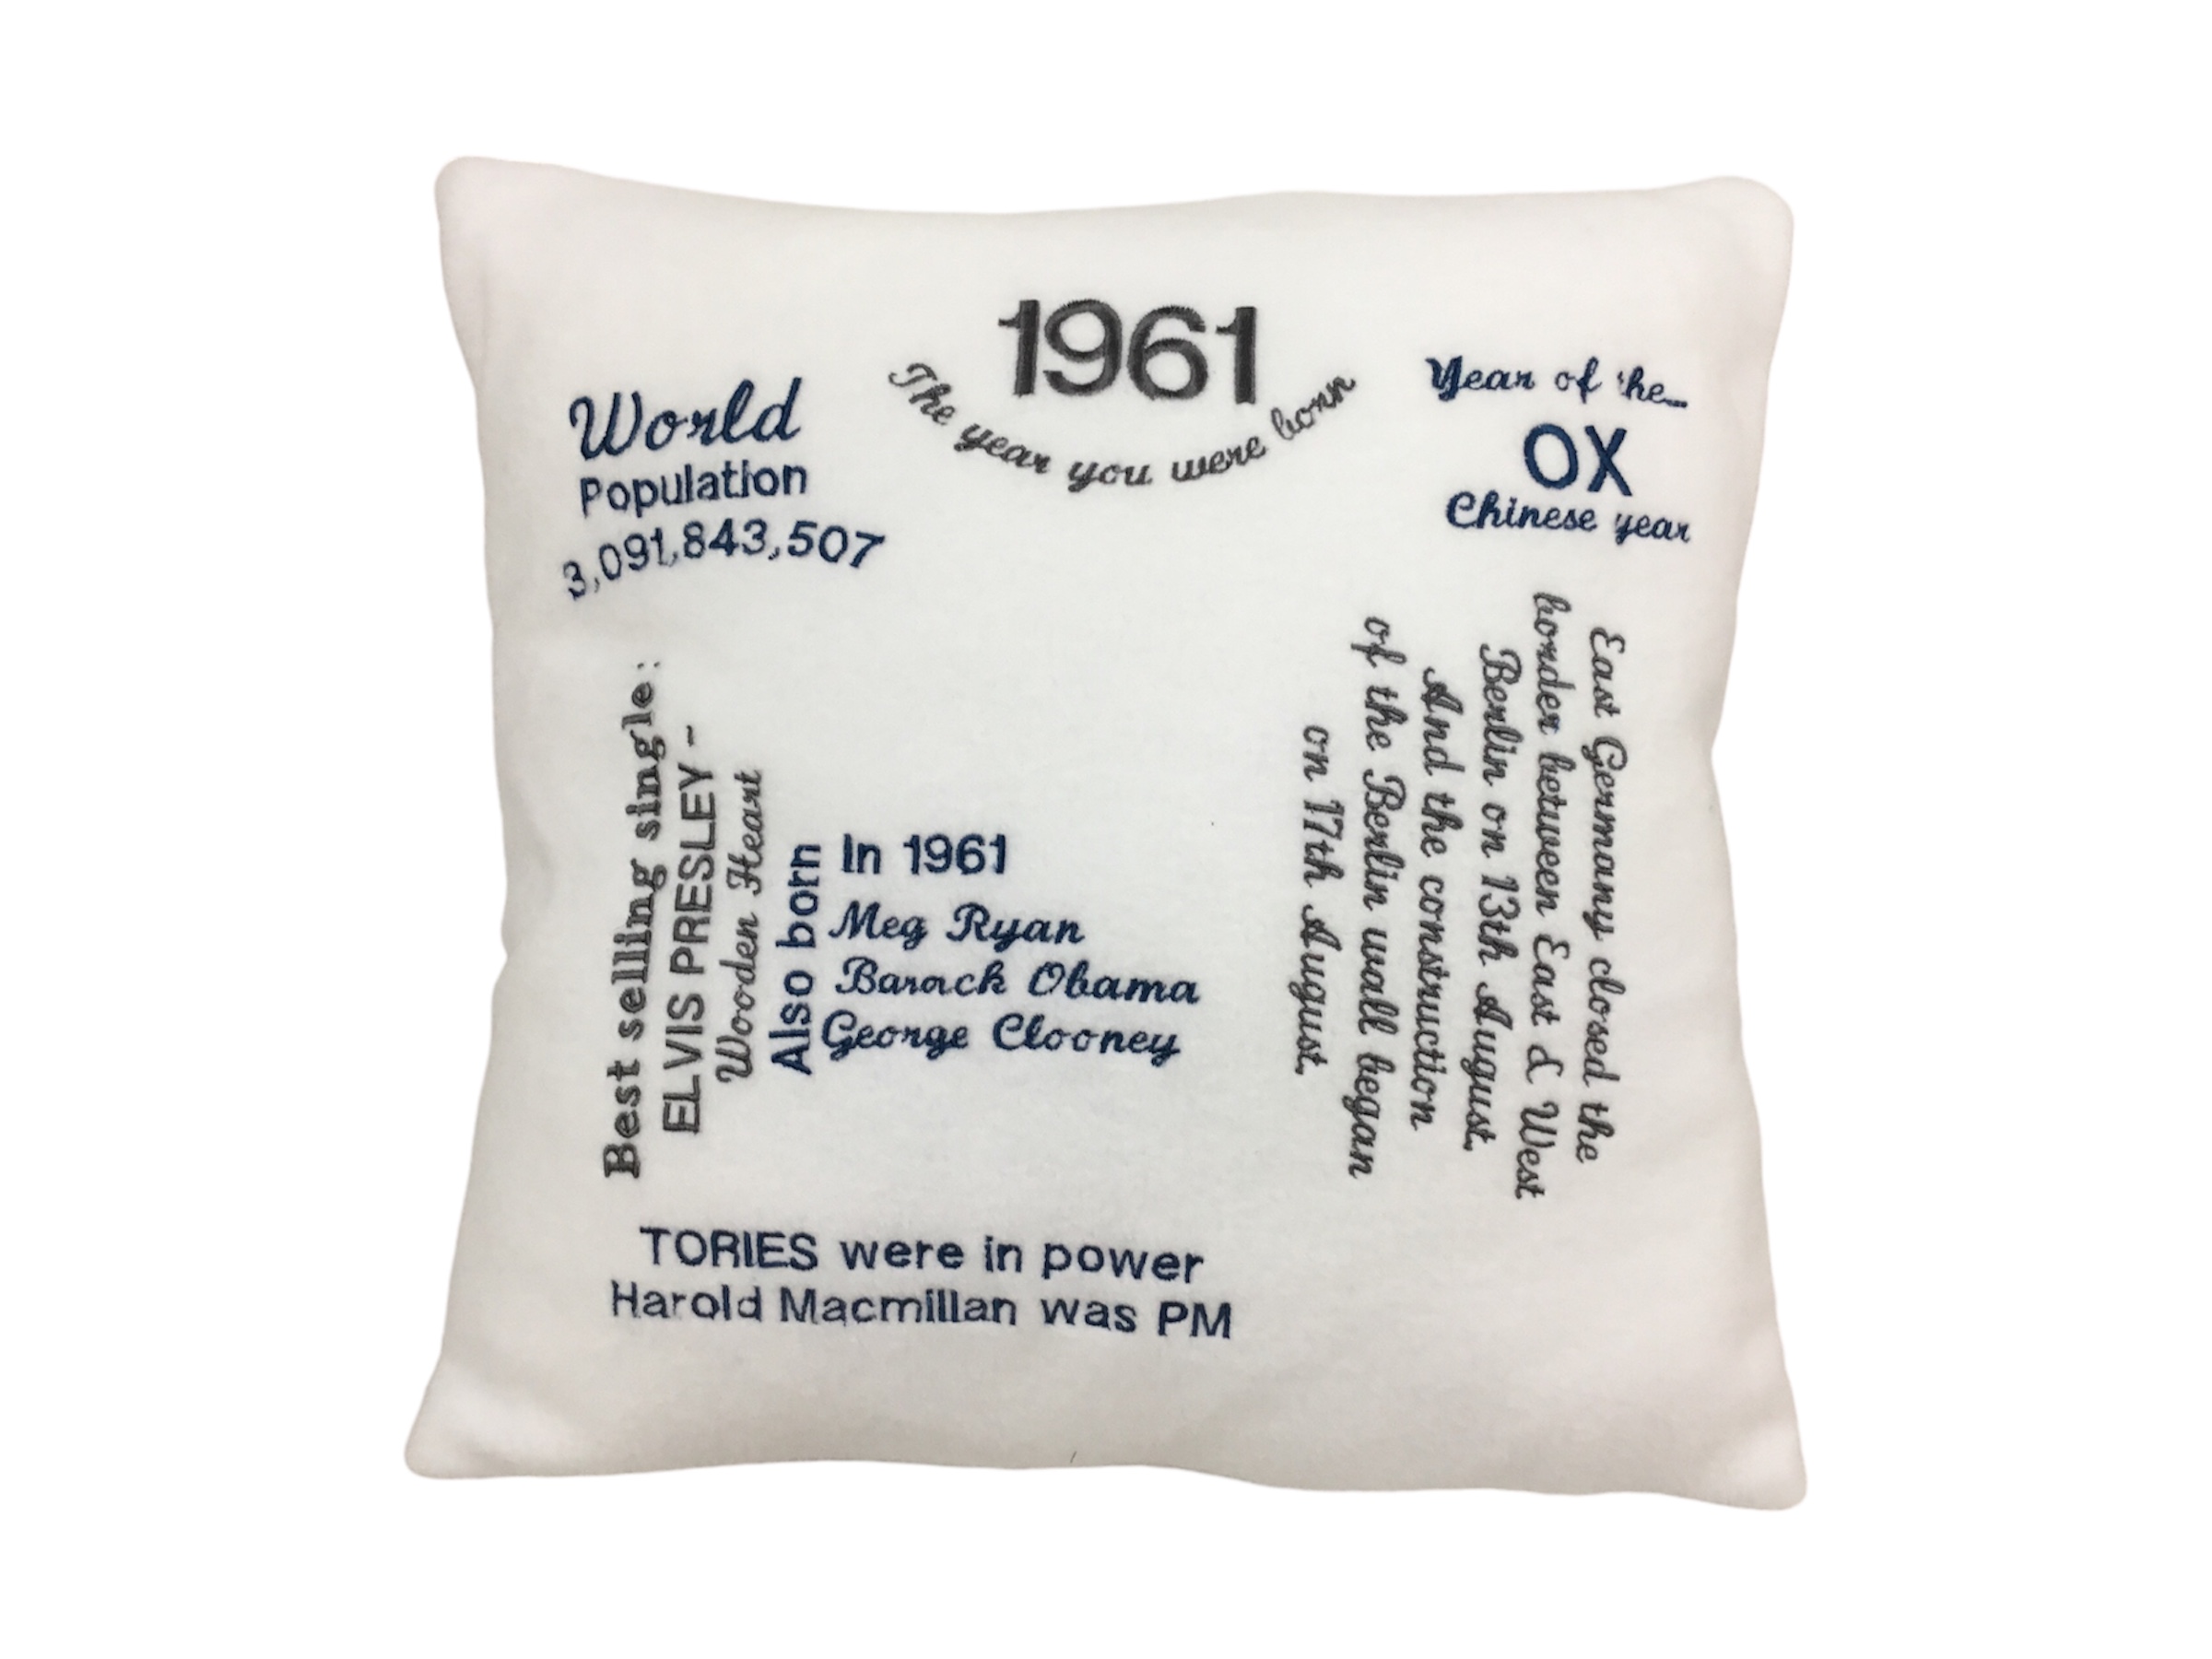 1961
The year you were born
World
Population
3,091,843,507
Year of the...
OX
Chinese year
Best selling single:
ELVIS PRESLEY -
Wooden Heart
Also born
In 1961
Meg Ryan
Barack Obama
George Clooney
East Germany closed the
border between East & West
Berlin on 13th August.
And the construction
of the Berlin wall began
on 17th August.
TORIES were in power
Harold Macmillan was PM